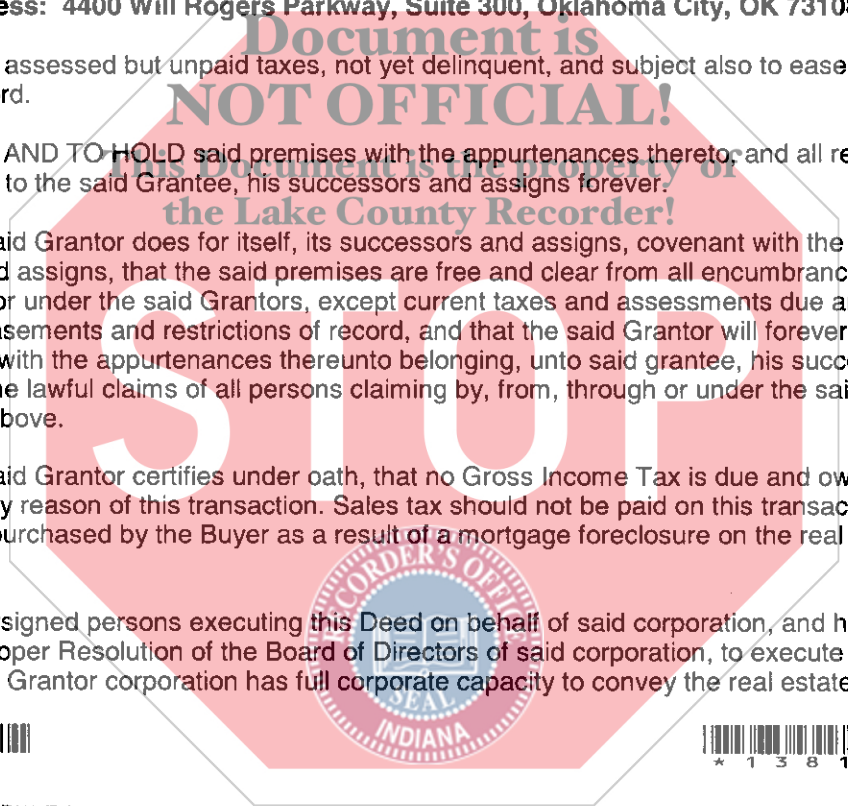 ess: 4400 Will Rogers Parkway, Suite 300, Oklahoma City, OK 7310
Document is
assessed but unpaid taxes, not yet delinquent, and subject also to ease
rd.
NOT OFFICIAL!
AND TO HOLD said premises with the appurtenances thereto, and all re
This Document is the property of
to the said Grantee, his successors and assigns forever.
the Lake County Recorder!
aid Grantor does for itself, its successors and assigns, covenant with the
d assigns, that the said premises are free and clear from all encumbranc
or under the said Grantors, except current taxes and assessments due a
sements and restrictions of record, and that the said Grantor will forever
with the appurtenances thereunto belonging, unto said grantee, his succ
e lawful claims of all persons claiming by, from, through or under the sai
bove.
STOP
aid Grantor certifies under oath, that no Gross Income Tax is due and ow
y reason of this transaction. Sales tax should not be paid on this transac
purchased by the Buyer as a result of a mortgage foreclosure on the real
RECORDER'S OFFICE
signed persons executing this Deed on behalf of said corporation, and h
oper Resolution of the Board of Directors of said corporation, to execute
Grantor corporation has full corporate capacity to convey the real estate
SEAL
INDIANA
* 1 3 8 1